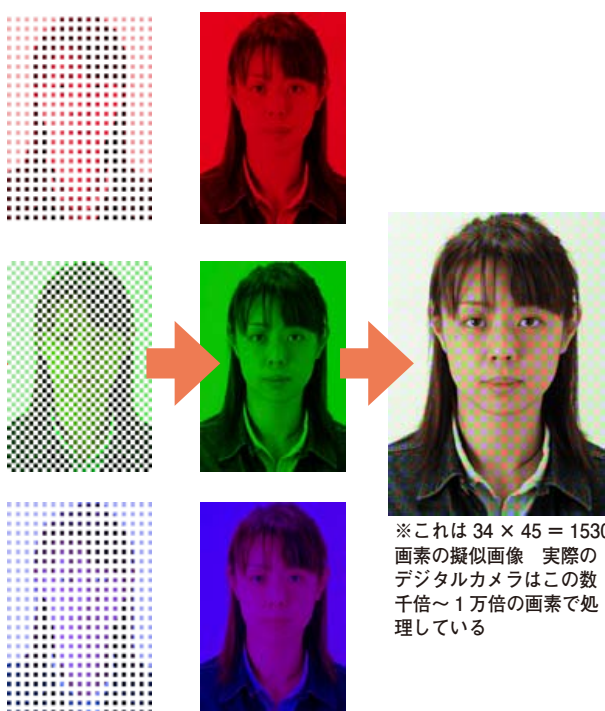 ※これは 34 × 45 ＝ 1530
画素の擬似画像　実際の
デジタルカメラはこの数
千倍～ 1 万倍の画素で処
理している